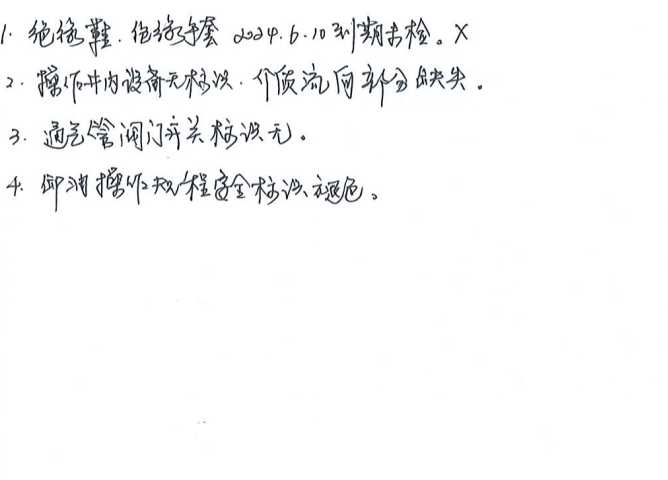 1. 绝缘鞋.绝缘手套 2024.6.10到期未检。X
2. 操作井内设备无标识.介质流向部分缺失。
3. 通气管阀门开关标识无。
4. 卸油操作规程安全标识褪色。